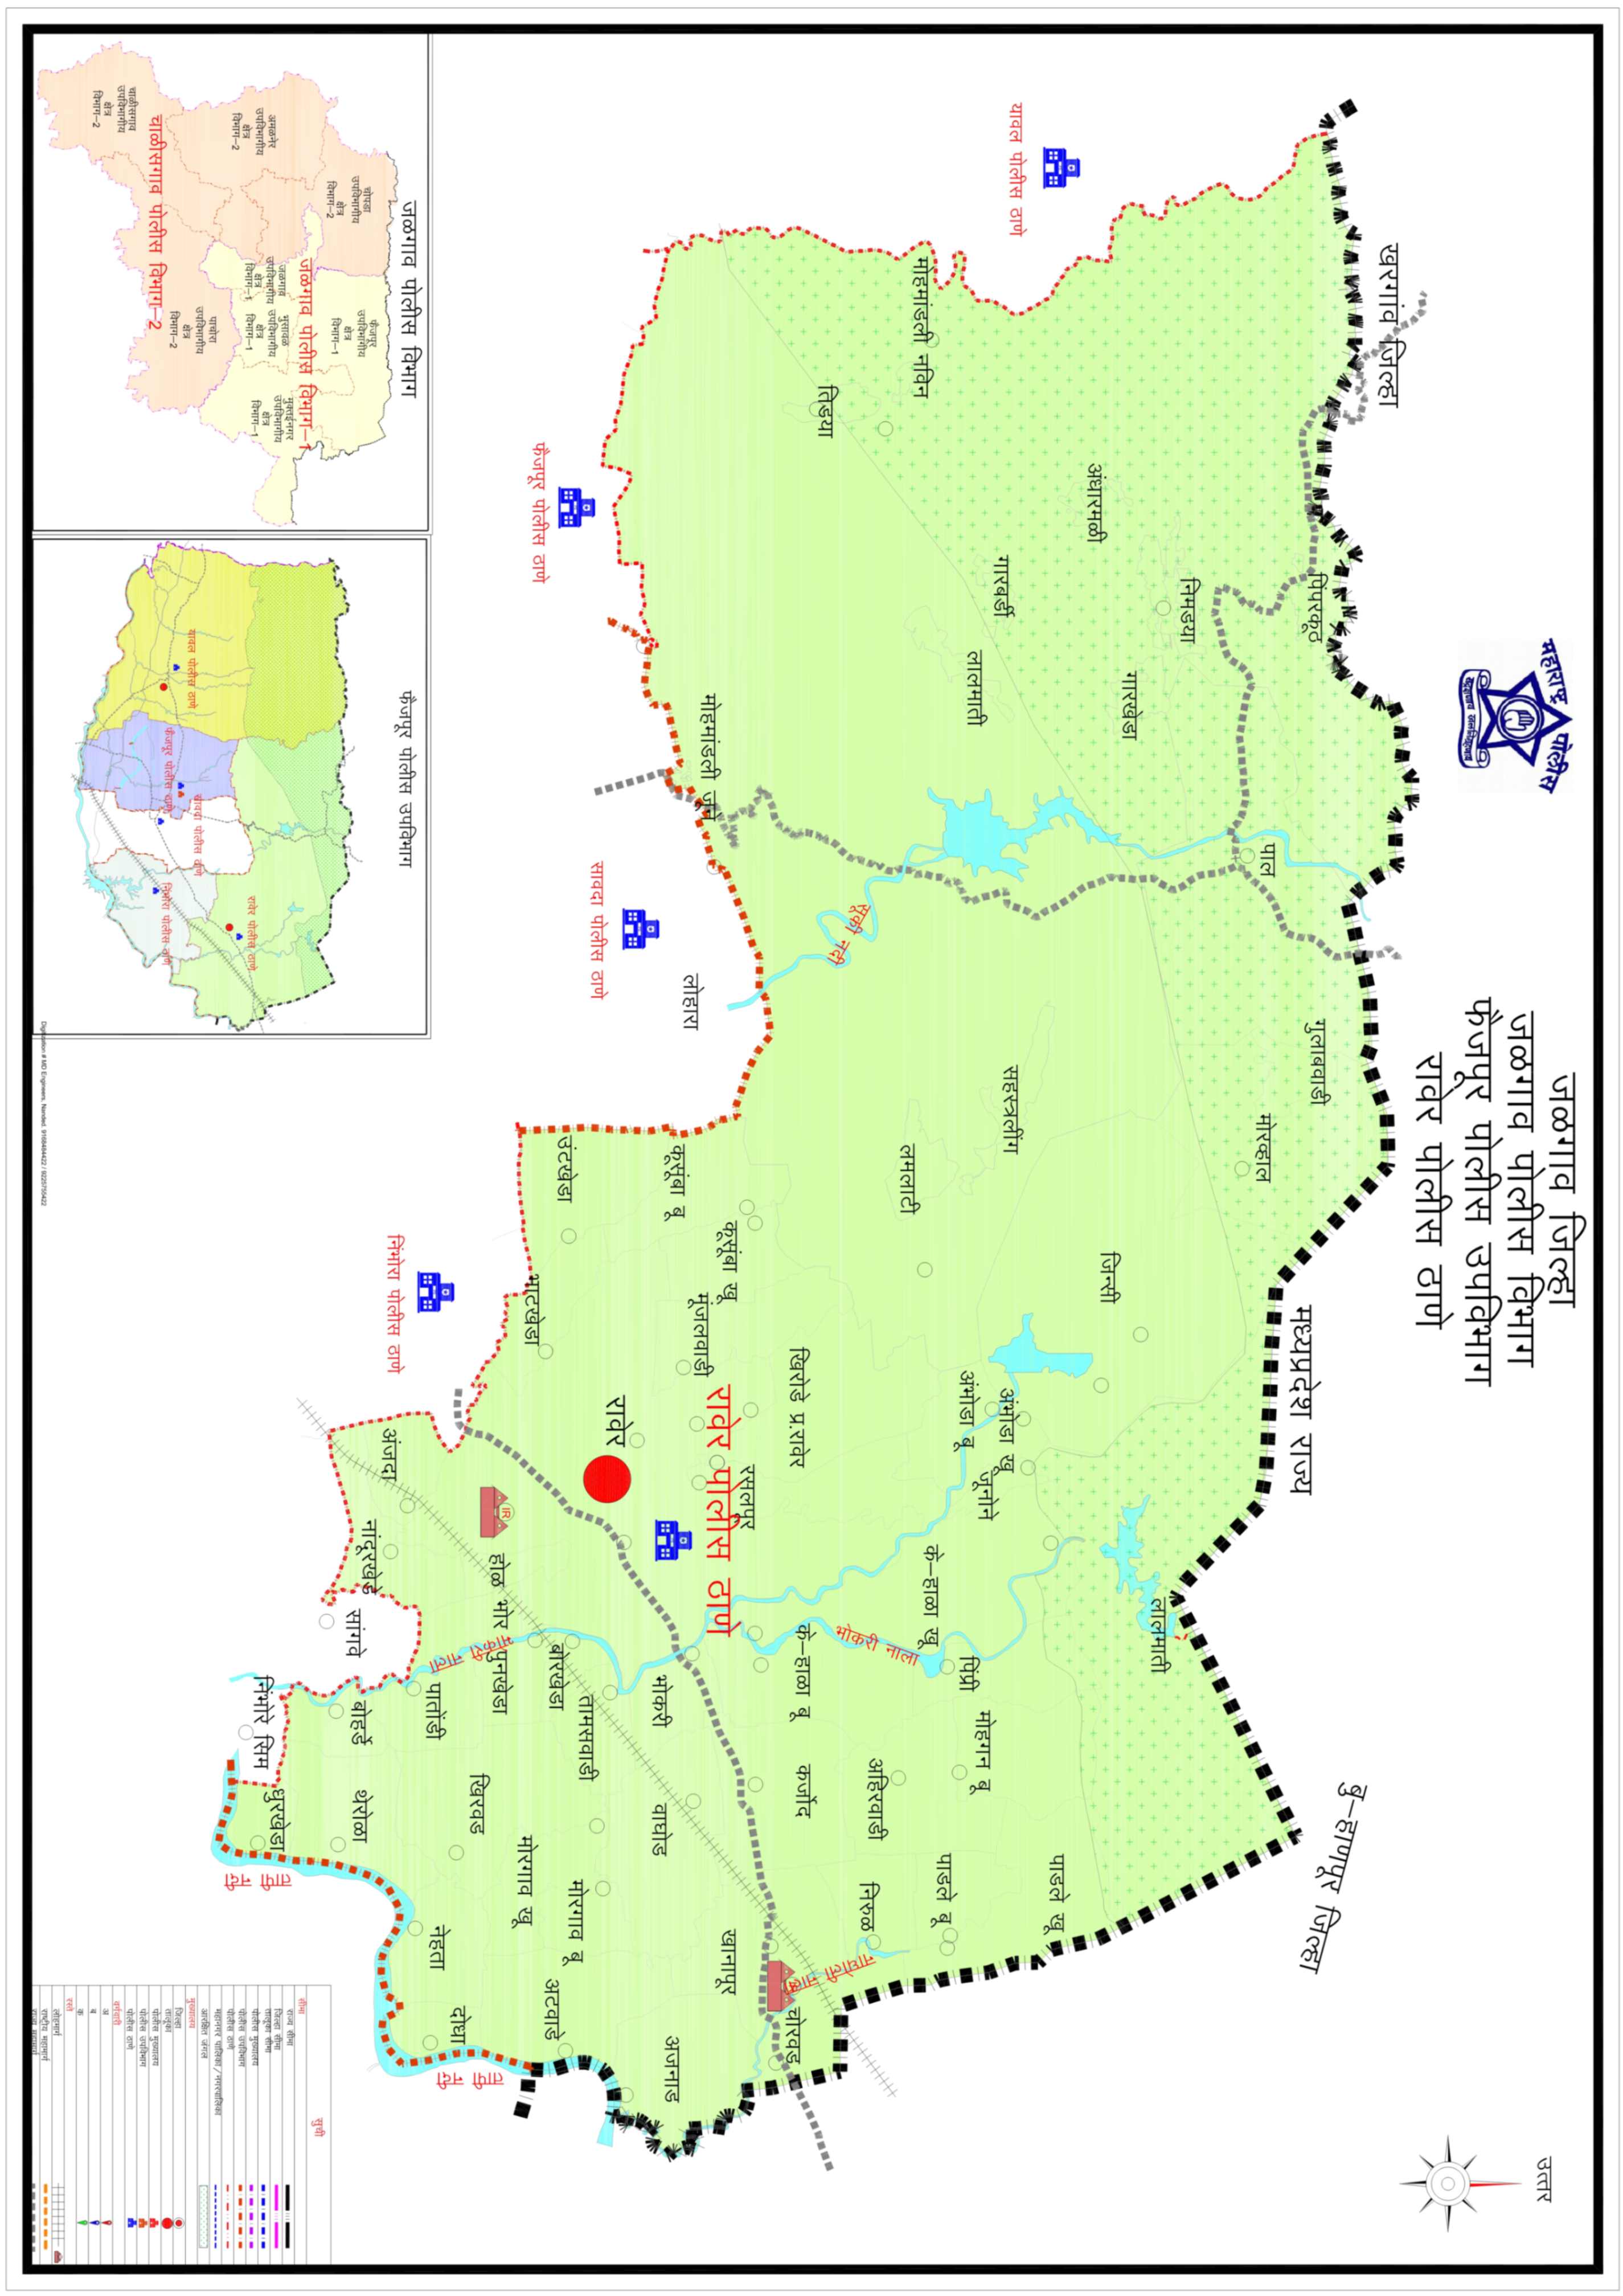 महाराष्ट्र पोलीस
सद्रक्षणाय खलनिग्रहणाय
जळगाव जिल्हा
जळगाव पोलीस विभाग
फैजपूर पोलीस उपविभाग
रावेर पोलीस ठाणे
उत्तर
खरगांव जिल्हा
बु-हाणपूर जिल्हा
मध्यप्रदेश राज्य
पिंपरकूठ
गुलाबवाडी
पाल
मोरव्हाल
निमडया
लालमाती
गारखेडा
जिन्सी
अंधारमळी
पाडले खू
यावल पोलीस ठाणे
गारबर्डी
सहस्त्रलींग
अंभोडा खू
जूनोने
लालमाती
अंभोडा बू
पिंप्री
मोहगन बू
पाडले बू
के-हाळा खू
मोहमांडली नविन
लमलाटी
भोकरी नाला
अहिरवाडी
निरुळ
नाघोली नाला
सूकी नदी
तिडया
खिरोडे प्र.रावेर
के-हाळा बू
कर्जोद
चोरवड
रसलपूर
कूसूंबा खू
रावेर पोलीस ठाणे
खानापूर
मोहमांडली जूने
मूंजलवाडी
लोहारा
कूसूंबा बू
भोकरी
वाघोड
अजनाड
रावेर
सावदा पोलीस ठाणे
तामसवाडी
मोरगाव बू
उंटखेडा
बोरखेडा
अटवाडे
फैजपूर पोलीस ठाणे
भाटखेडा
मोरगाव खू
IR
होळ
भोर
पुनखेडा
भोकरी नाला
खिरवड
तापी नदी
दोधा
पातोंडी
नेहता
निंभोरा पोलीस ठाणे
अंजदा
नांदूरखेडे
सांगवे
बोहर्डे
थेरोळा
निंभोरे सिम
धुरखेडा
तापी नदी
जळगाव पोलीस विभाग
चोपडा
उपविभागीय
क्षेत्र
विभाग-2
फैजपूर
उपविभागीय
क्षेत्र
विभाग-1
जळगाव पोलीस विभाग-1
जळगाव
उपविभागीय
क्षेत्र
विभाग-1
भुसावळ
उपविभागीय
क्षेत्र
विभाग-1
मुक्तईनगर
उपविभागीय
क्षेत्र
विभाग-1
अमळनेर
उपविभागीय
क्षेत्र
विभाग-2
पाचोरा
उपविभागीय
क्षेत्र
विभाग-2
चाळीसगाव पोलीस विभाग-2
चाळीसगाव
उपविभागीय
क्षेत्र
विभाग-2
फैजपूर पोलीस उपविभाग
रावेर पोलीस ठाणे
यावल पोलीस ठाणे
सावदा पोलीस ठाणे
फैजपूर पोलीस ठाणे
निंभोरा पोलीस ठाणे
Digitization # MD Engineers, Nanded. 9168484422 / 9225755422
सुची
सीमा
राज्य सीमा
जिल्हा सीमा
तालूका सीमा
पोलीस मुख्यालय
पोलीस उपविभाग
पोलीस ठाणे
महानगर पालिका/नगरपालिका
आरक्षित जंगल
मुख्यालय
जिल्हा
तालूका
पोलीस मुख्यालय
पोलीस उपविभाग
पोलीस ठाणे
वर्गवारी
अ
ब
क
रस्ते
लोहमार्ग
राष्ट्रीय महामार्ग
राज्य महामार्ग